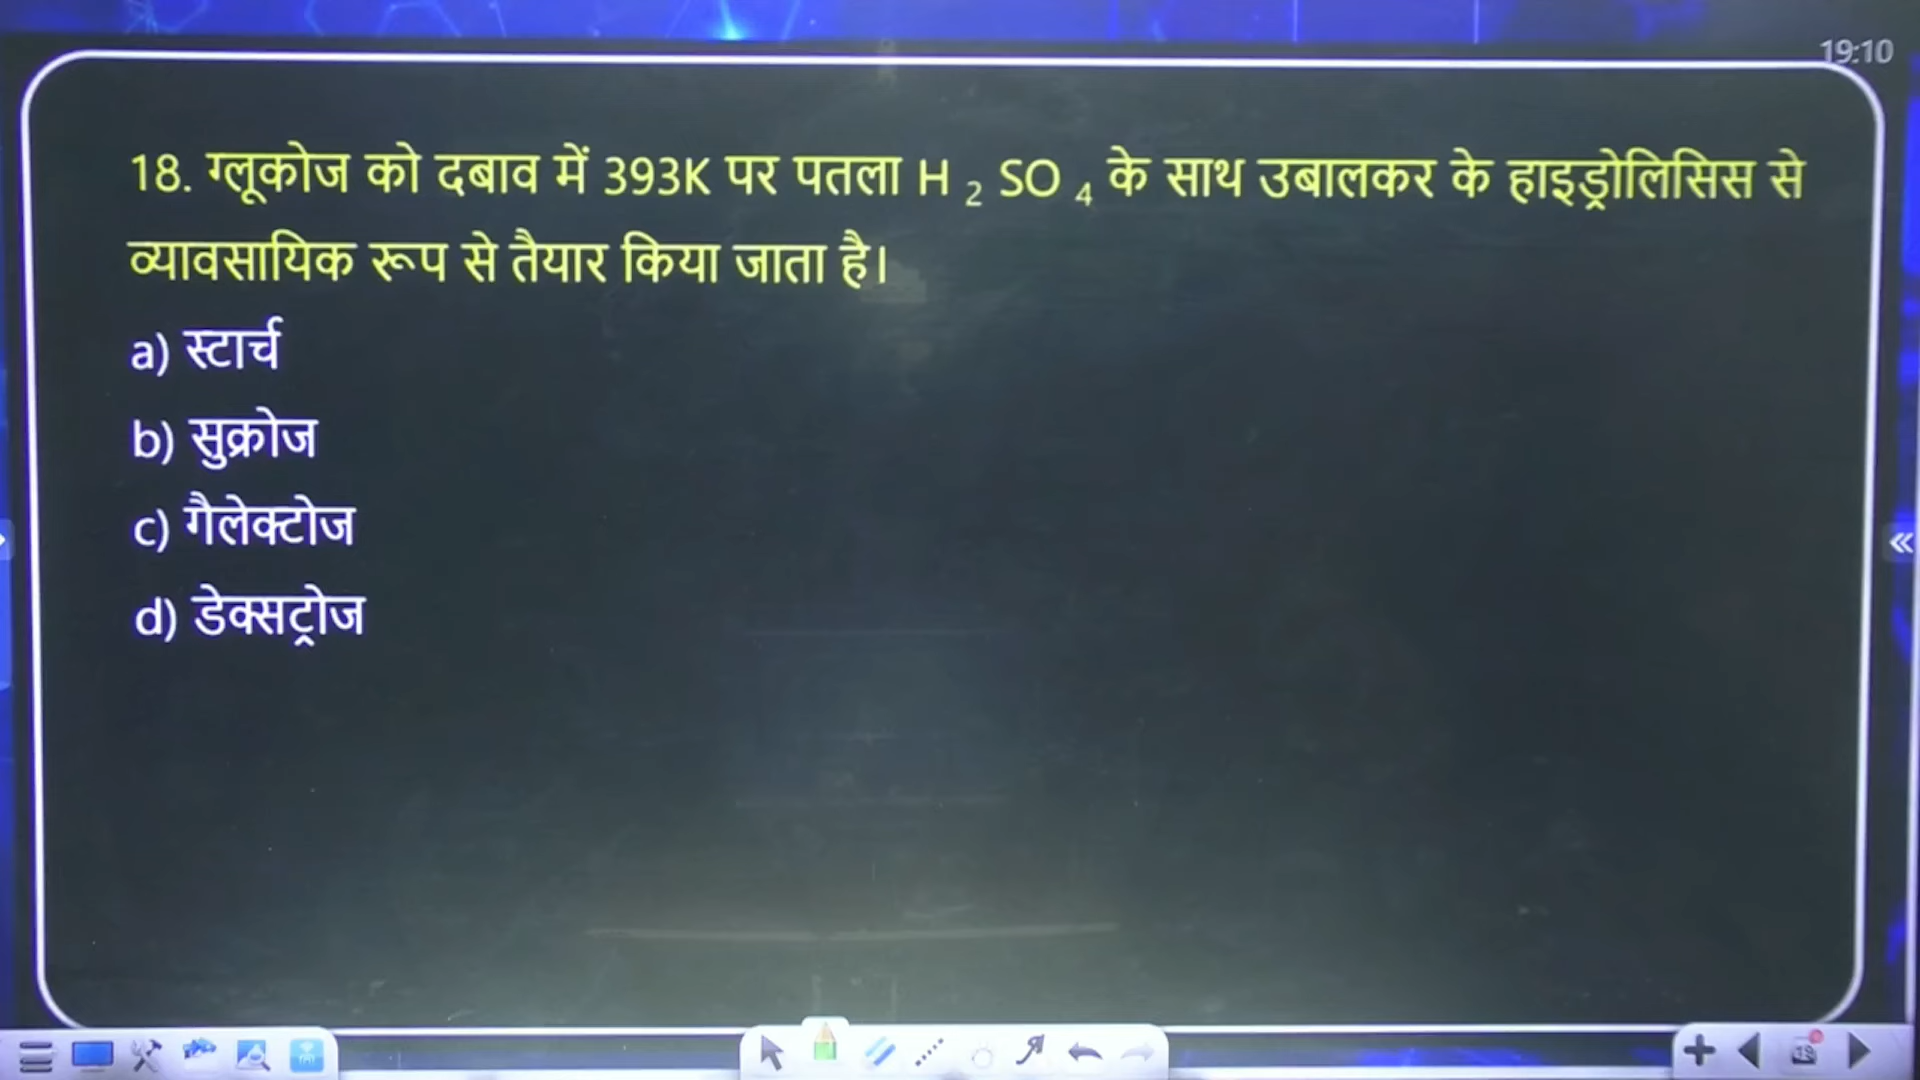 19:10
18. ग्लूकोज को दबाव में 393K पर पतला H 2 SO 4 के साथ उबालकर के हाइड्रोलिसिस से
व्यावसायिक रूप से तैयार किया जाता है।
a) स्टार्च
b) सुक्रोज
c) गैलेक्टोज
d) डेक्सट्रोज